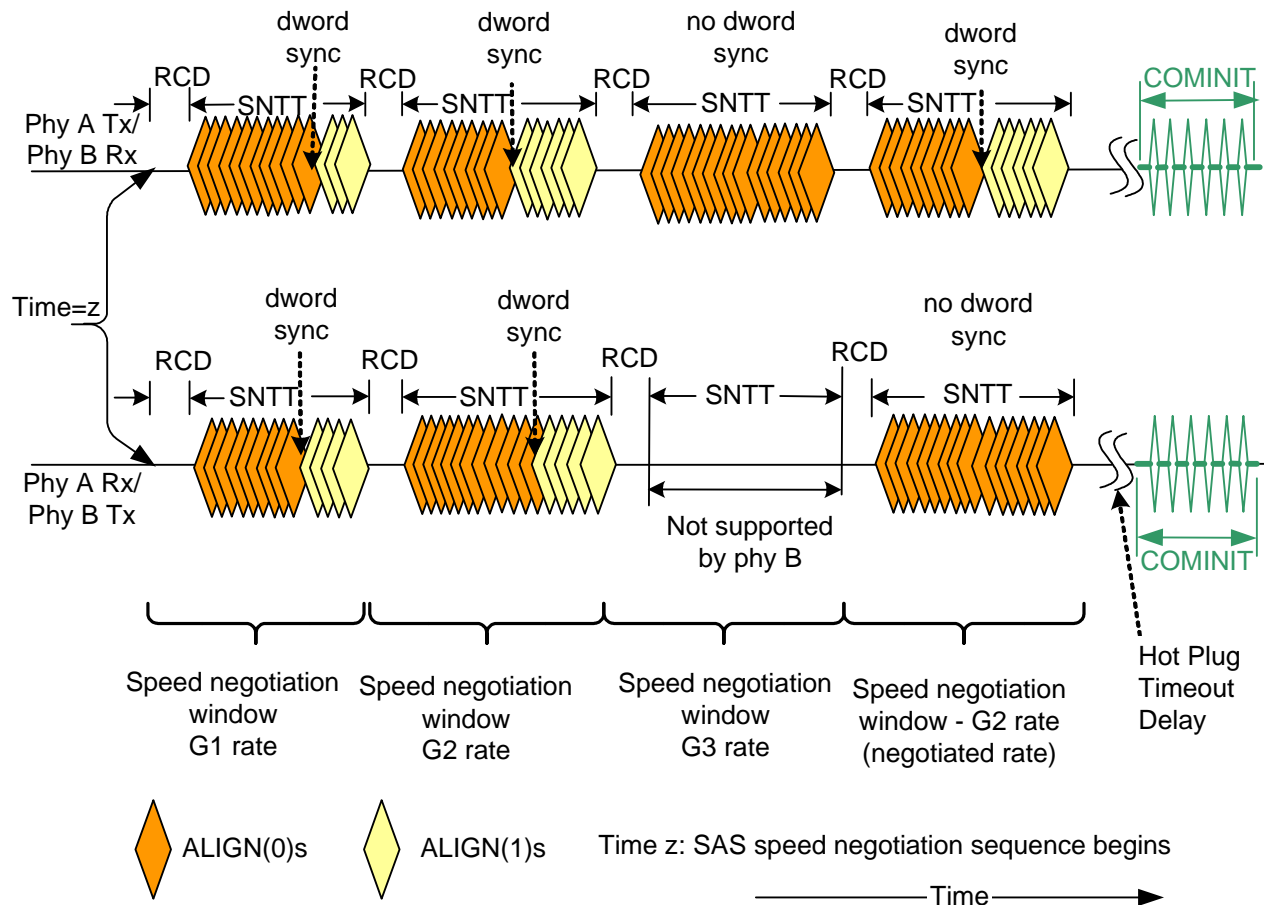 dword
sync
dword
sync
no dword
sync
dword
sync
RCD
RCD
RCD
RCD
COMINIT
SNTT
SNTT
SNTT
SNTT
Phy A Tx/
Phy B Rx
Time=z
dword
sync
dword
sync
no dword
sync
RCD
RCD
RCD
RCD
SNTT
SNTT
SNTT
SNTT
Phy A Rx/
Phy B Tx
Not supported
by phy B
COMINIT
Speed negotiation
window
G1 rate
Speed negotiation
window
G2 rate
Speed negotiation
window
G3 rate
Speed negotiation
window - G2 rate
(negotiated rate)
Hot Plug
Timeout
Delay
ALIGN(0)s
ALIGN(1)s
Time z: SAS speed negotiation sequence begins
Time